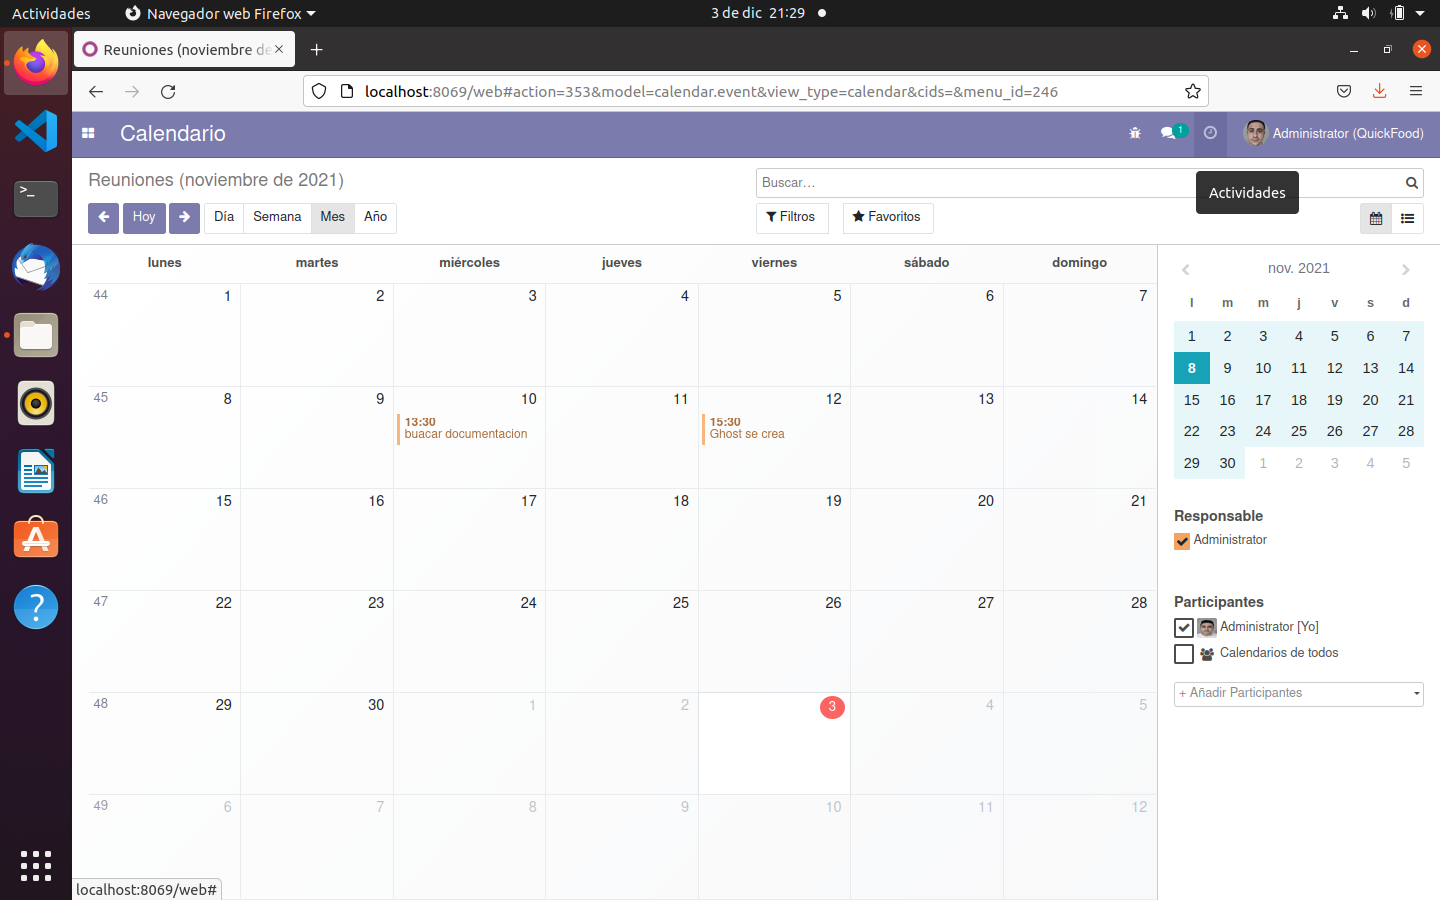 Actividades
Navegador web Firefox
3 de dic 21:29
Reuniones (noviembre de
localhost:8069/web#action=353&model=calendar.event&view_type=calendar&cids=&menu_id=246
Calendario
1
Administrator (QuickFood)
Reuniones (noviembre de 2021)
Buscar...
Actividades
Hoy
Día
Semana
Mes
Año
Filtros
Favoritos
lunes martes miércoles jueves viernes sábado domingo
44 1 2 3 4 5 6 7
45 8 9 10 11 12 13 14
13:30
buacar documentacion
15:30
Ghost se crea
46 15 16 17 18 19 20 21
47 22 23 24 25 26 27 28
48 29 30 1 2 3 4 5
49 6 7 8 9 10 11 12
nov. 2021
l m m j v s d
1 2 3 4 5 6 7
8 9 10 11 12 13 14
15 16 17 18 19 20 21
22 23 24 25 26 27 28
29 30 1 2 3 4 5
Responsable
Administrator
Participantes
Administrator [Yo]
Calendarios de todos
+ Añadir Participantes
localhost:8069/web#